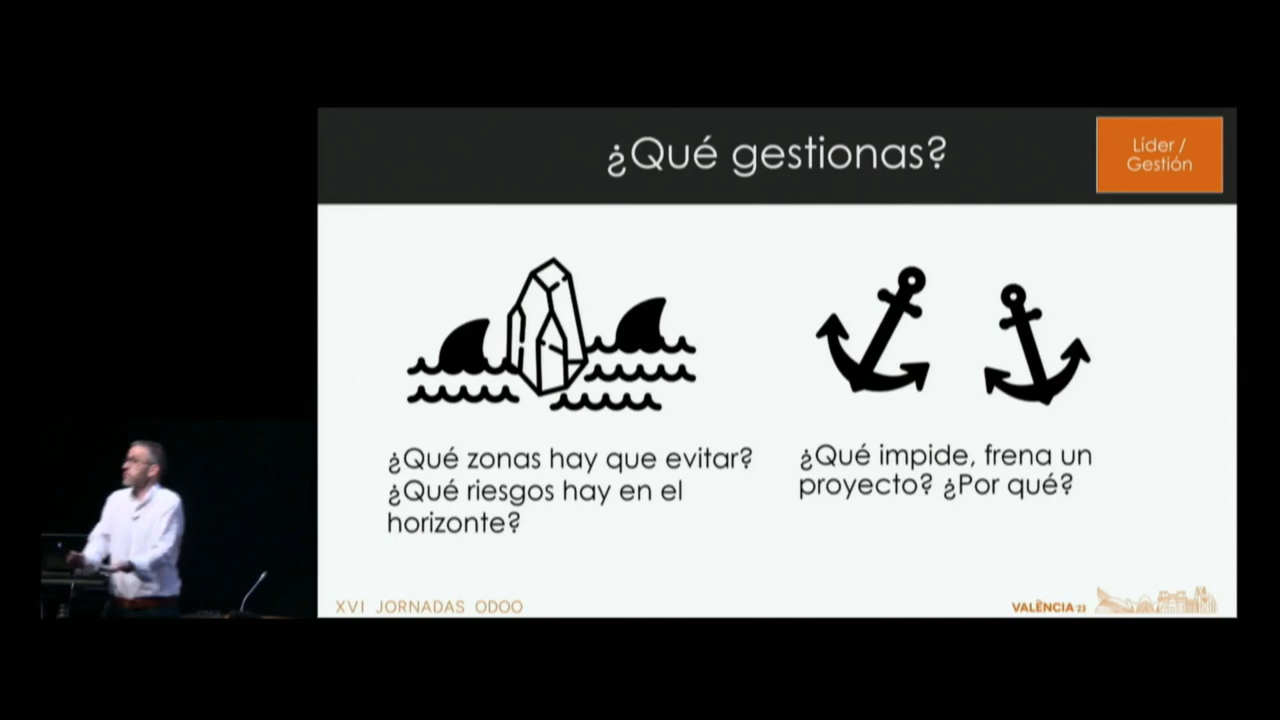 ¿Qué gestionas?
Líder /
Gestión
¿Qué zonas hay que evitar?
¿Qué riesgos hay en el
horizonte?
¿Qué impide, frena un
proyecto? ¿Por qué?
XVI JORNADAS ODOO
VALÈNCIA 23